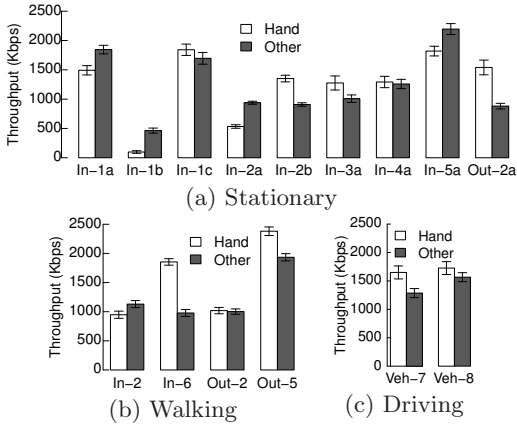 2500
2000
1500
1000
500
0
Throughput (Kbps)
Hand
Other
In−1a In−1b In−1c In−2a In−2b In−3a In−4a In−5a Out−2a
(a) Stationary
2500
2000
1500
1000
500
0
Throughput (Kbps)
Hand
Other
In−2 In−6 Out−2 Out−5
(b) Walking
2500
2000
1500
1000
500
0
Throughput (Kbps)
Hand
Other
Veh−7 Veh−8
(c) Driving